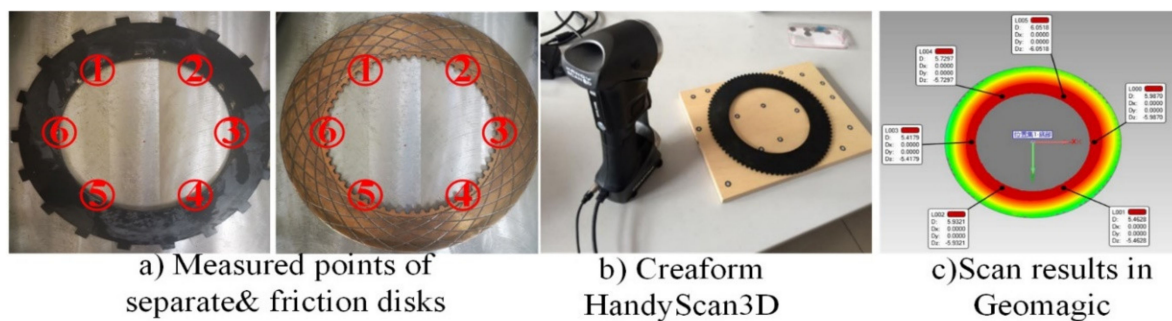 ①
②
③
④
⑤
⑥
①
②
③
④
⑤
⑥
L005
D: 6.0518
Dx: 0.0000
Dy: 0.0000
Dz: -6.0518
L004
D: 5.7297
Dx: 0.0000
Dy: 0.0000
Dz: -5.7297
L000
D: 5.9870
Dx: 0.0000
Dy: 0.0000
Dz: -5.9870
L003
D: 5.4179
Dx: 0.0000
Dy: 0.0000
Dz: -5.4179
X
L002
D: 5.9321
Dx: 0.0000
Dy: 0.0000
Dz: -5.9321
L001
D: 5.4628
Dx: 0.0000
Dy: 0.0000
Dz: -5.4628
a) Measured points of
separate& friction disks
b) Creaform
HandyScan3D
c)Scan results in
Geomagic